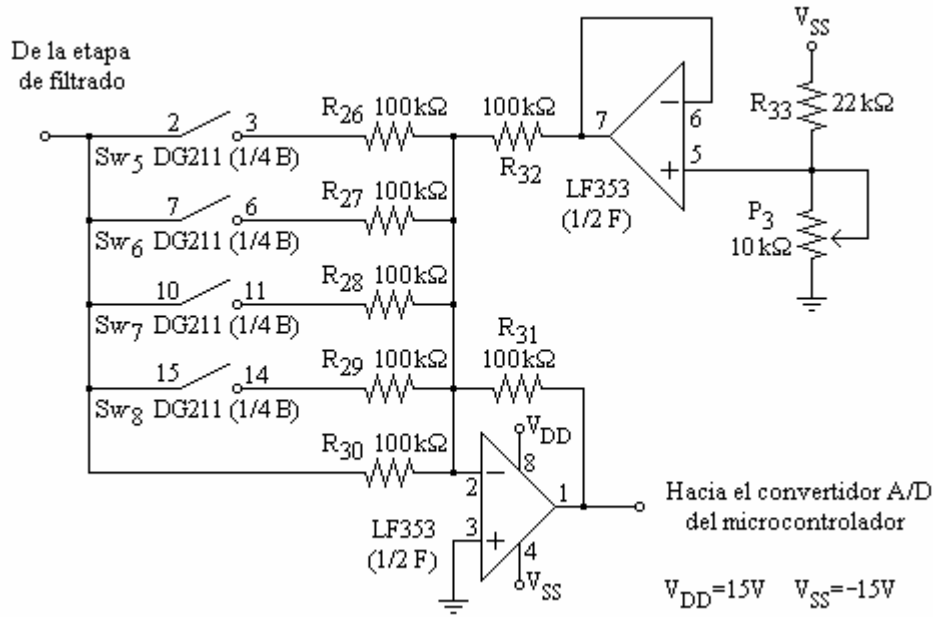 De la etapa
de filtrado
2 3
Sw5 DG211 (1/4 B)
R26 100kΩ
7 6
Sw6 DG211 (1/4 B)
R27 100kΩ
10 11
Sw7 DG211 (1/4 B)
R28 100kΩ
15 14
Sw8 DG211 (1/4 B)
R29 100kΩ
R30 100kΩ
100kΩ
R32
7
−
6
+
5
LF353
(1/2 F)
VSS
R33 22kΩ
P3
10kΩ
R31
100kΩ
VDD
8
2
−
3
+
1
4
VSS
LF353
(1/2 F)
Hacia el convertidor A/D
del microcontrolador
VDD=15V VSS=-15V